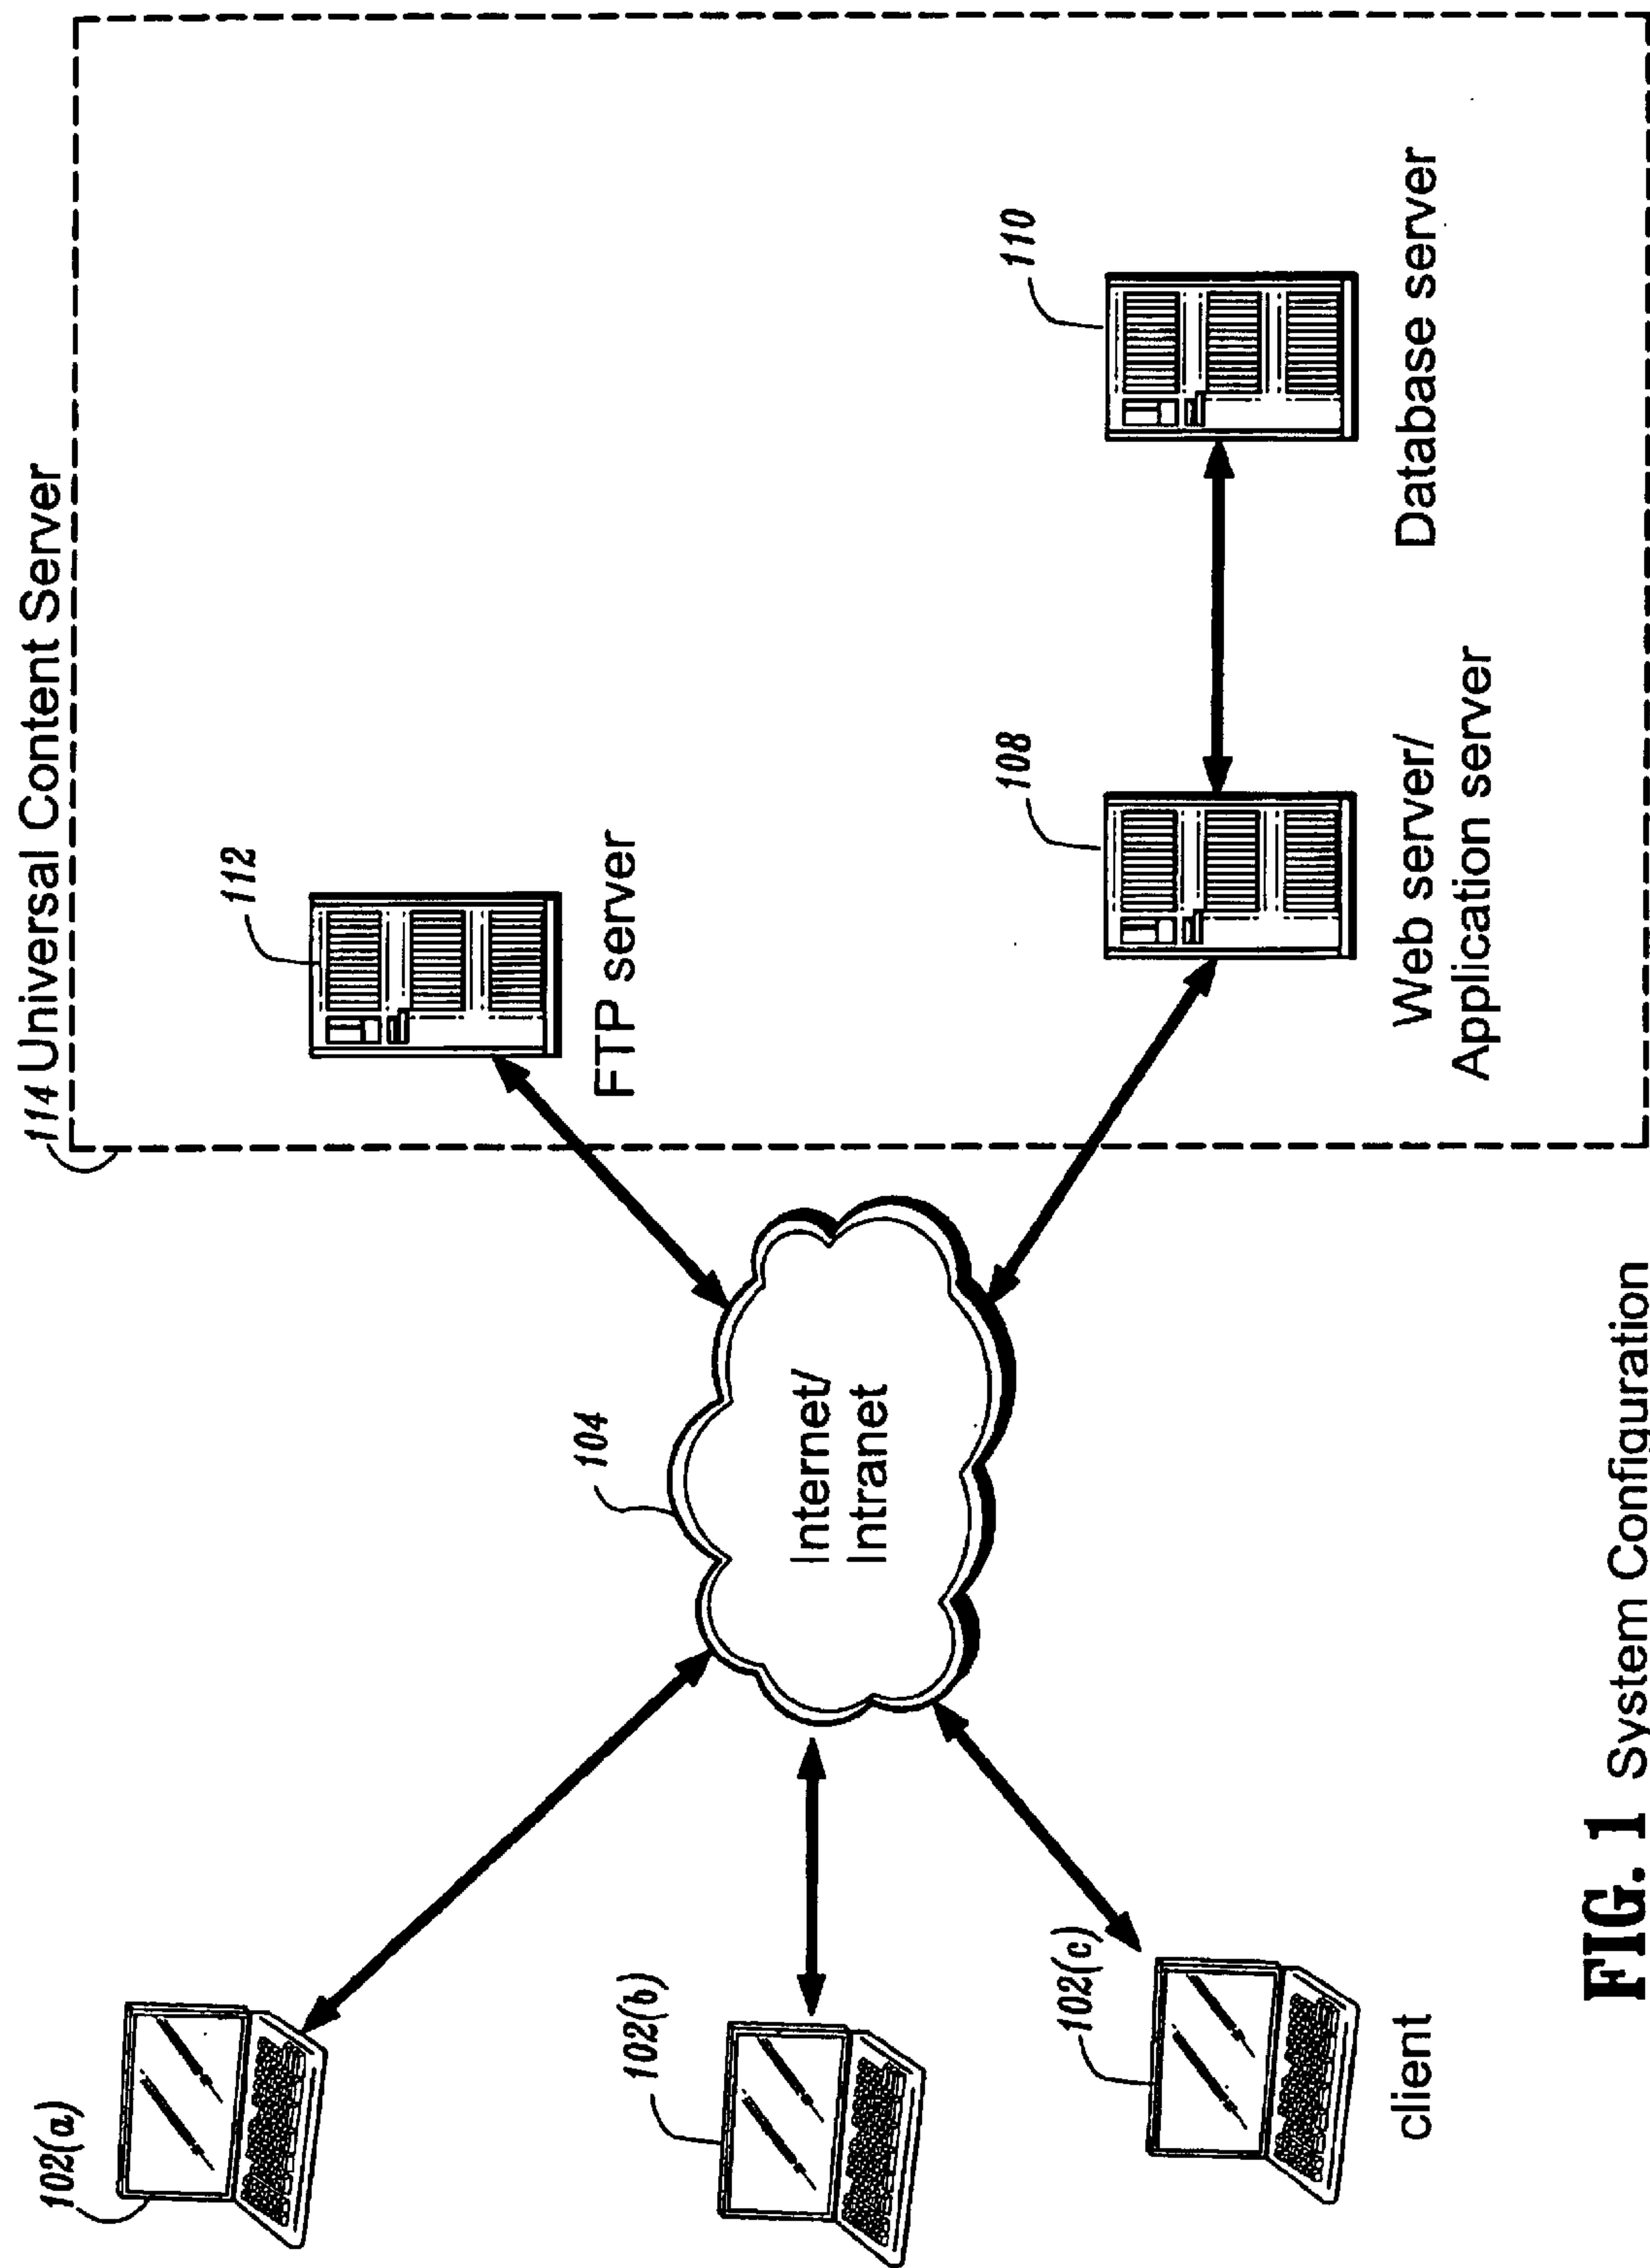 114 Universal Content Server
102(a)
112
FTP server
104
Internet/
Intranet
102(b)
108
110
102(c)
client
Web server/
Application server
Database server
FIG. 1 System Configuration